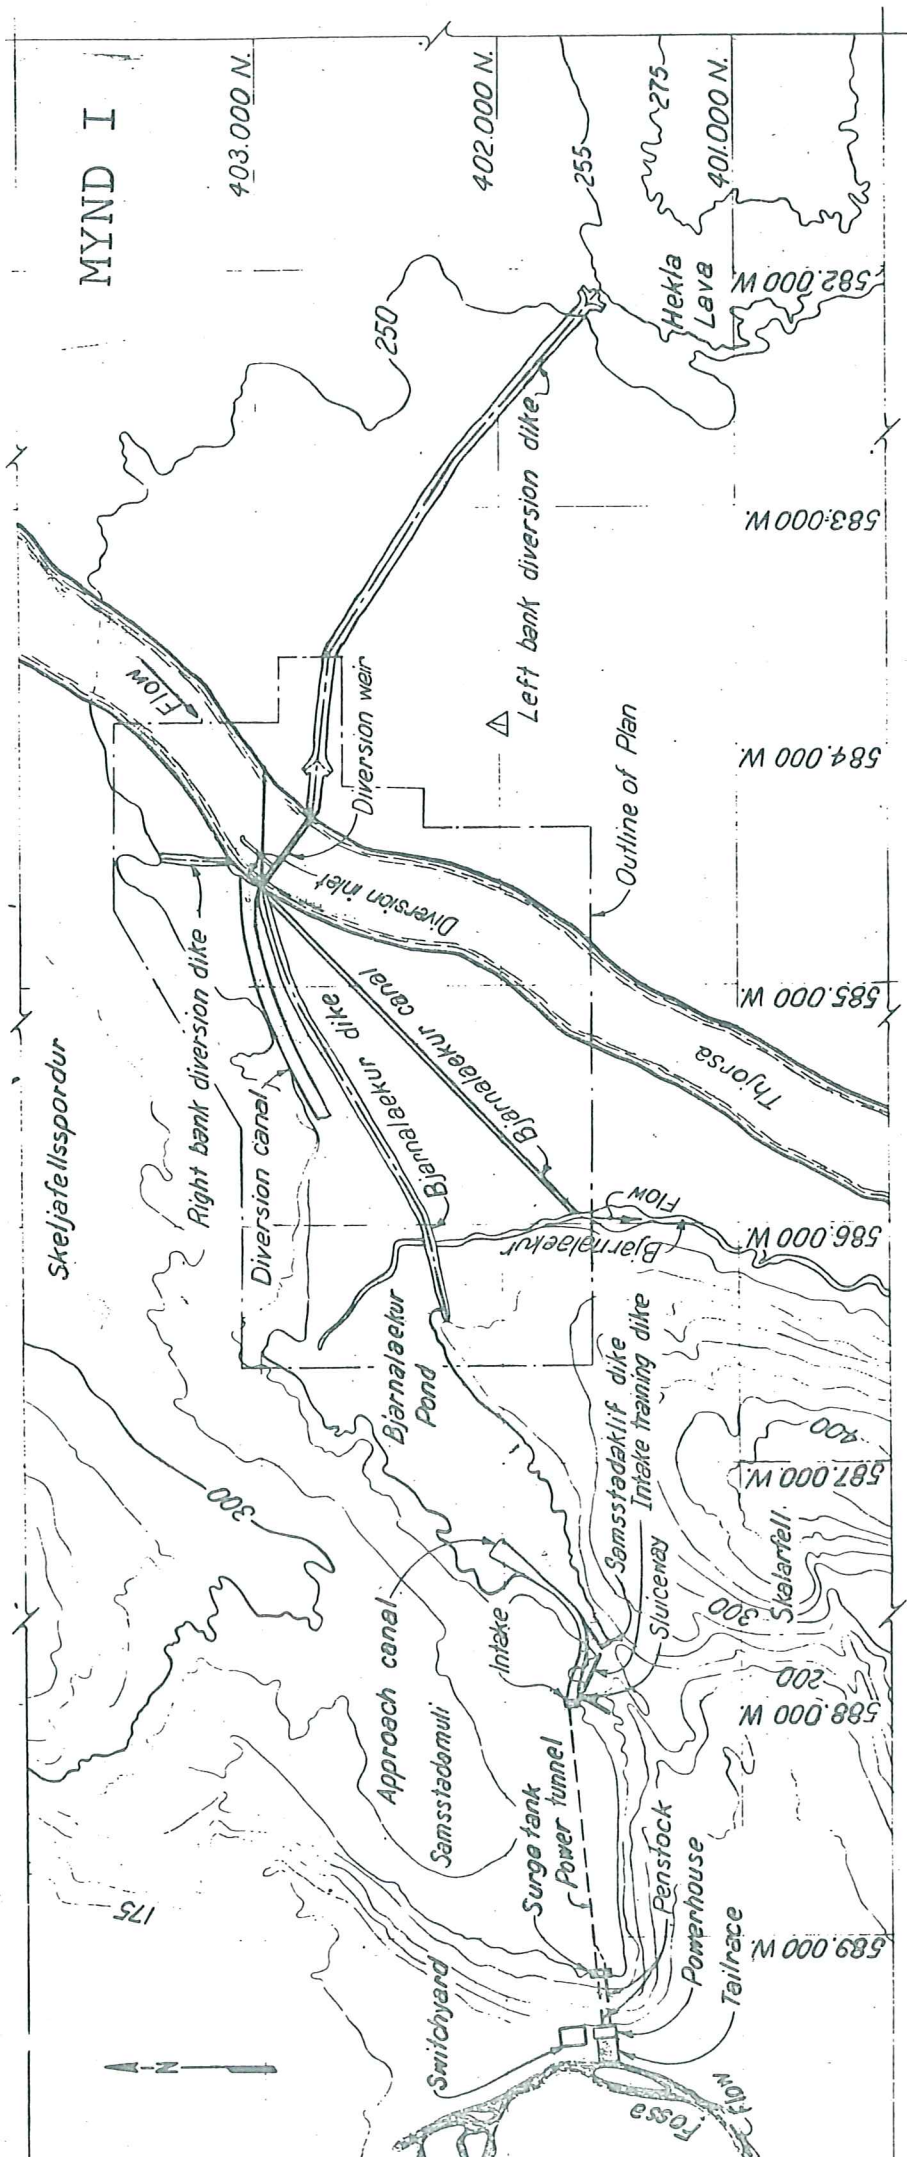 MYND I
403.000 N.
402.000 N.
401.000 N.
275
255
250
Hekla
Lava
582.000 W.
583.000 W.
584.000 W.
585.000 W.
586.000 W.
587.000 W.
588.000 W.
589.000 W.
Left bank diversion dike
Flow
Diversion weir
Diversion inlet
Outline of Plan
Right bank diversion dike
Skeljafellsspordur
Diversion canal
Bjarnalaekur dike
Bjarnalaekur canal
Thjorsa
Flow
Bjarnalaekur
Bjarnalaekur
Pond
Samsstadaklif dike
Intake training dike
Sluiceway
400
300
300
200
Skalarfell
Approach canal
Intake
Samsstadamuli
Surge tank
Power tunnel
Penstock
Powerhouse
Tailrace
Switchyard
175
N
Fossa
Flow